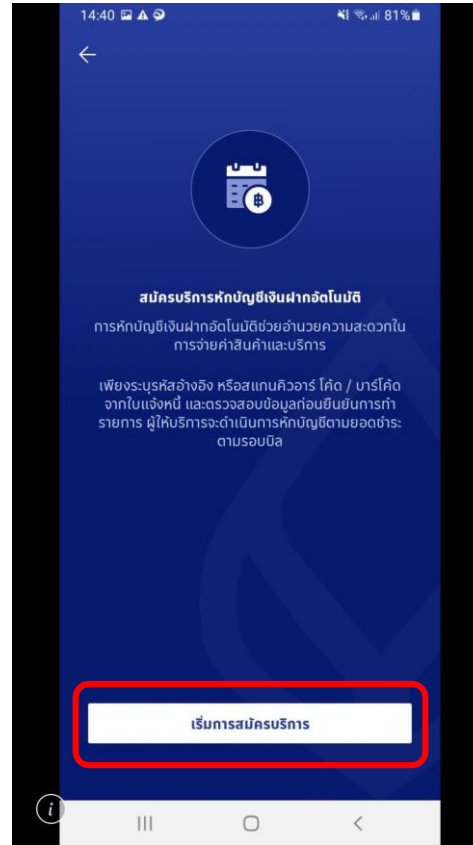 14:40 81%
สมัครบริการหักบัญชีเงินฝากอัตโนมัติ
การหักบัญชีเงินฝากอัตโนมัติช่วยอำนวยความสะดวกใน
การจ่ายค่าสินค้าและบริการ
เพียงระบุรหัสอ้างอิง หรือสแกนคิวอาร์ โค้ด / บาร์โค้ด
จากใบแจ้งหนี้ และตรวจสอบข้อมูลก่อนยืนยันการทำ
รายการ ผู้ให้บริการจะดำเนินการหักบัญชีตามยอดชำระ
ตามรอบบิล
เริ่มการสมัครบริการ